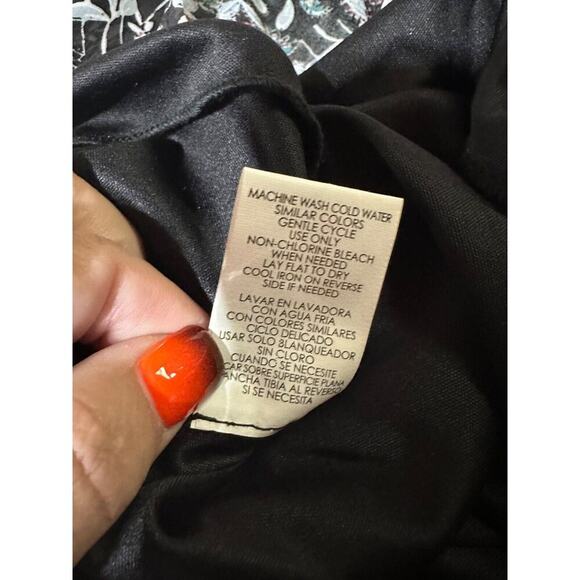 MACHINE WASH COLD WATER
SIMILAR COLORS
GENTLE CYCLE
USE ONLY
NON-CHLORINE BLEACH
WHEN NEEDED
LAY FLAT TO DRY
COOL IRON ON REVERSE
SIDE IF NEEDED
LAVAR EN LAVADORA
CON AGUA FRIA
CON COLORES SIMILARES
CICLO DELICADO
USAR SOLO BLANQUEADOR
SIN CLORO
CUANDO SE NECESITE
CAR SOBRE SUPERFICIE PLANA
ANCHA TIBIA AL REVERSO
SI SE NECESITA